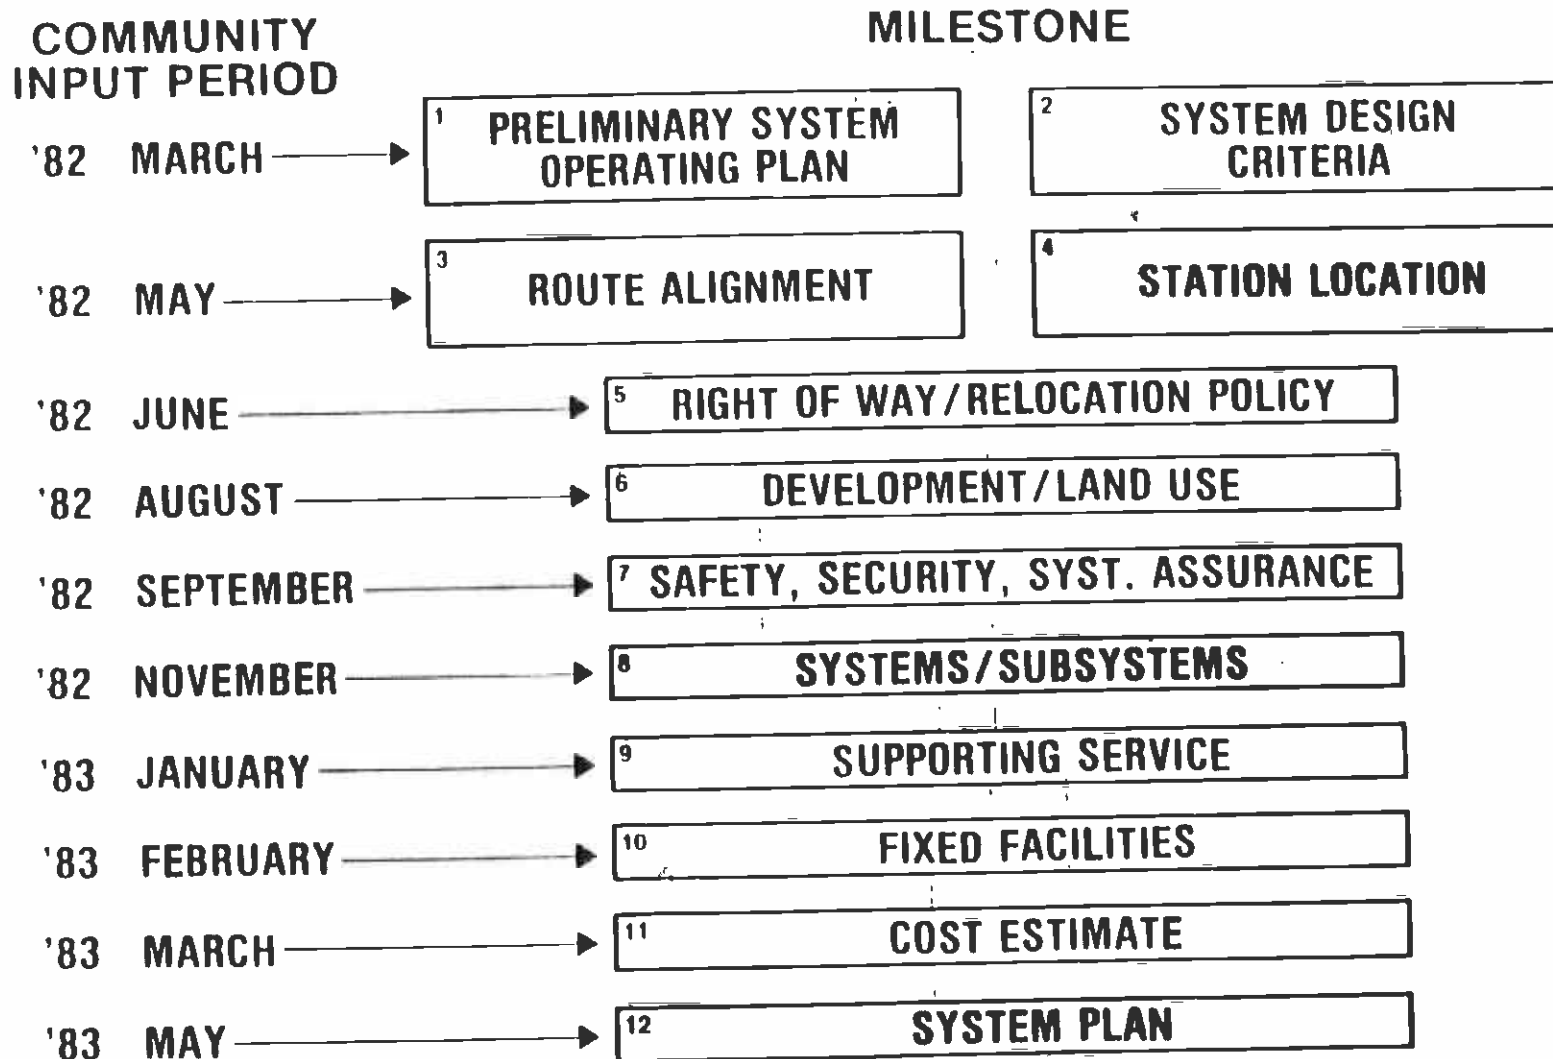 COMMUNITY
INPUT PERIOD
MILESTONE
'82 MARCH
1 PRELIMINARY SYSTEM
OPERATING PLAN
2 SYSTEM DESIGN
CRITERIA
'82 MAY
3 ROUTE ALIGNMENT
4 STATION LOCATION
'82 JUNE
5 RIGHT OF WAY/RELOCATION POLICY
'82 AUGUST
6 DEVELOPMENT/LAND USE
'82 SEPTEMBER
7 SAFETY, SECURITY, SYST. ASSURANCE
'82 NOVEMBER
8 SYSTEMS/SUBSYSTEMS
'83 JANUARY
9 SUPPORTING SERVICE
'83 FEBRUARY
10 FIXED FACILITIES
'83 MARCH
11 COST ESTIMATE
'83 MAY
12 SYSTEM PLAN